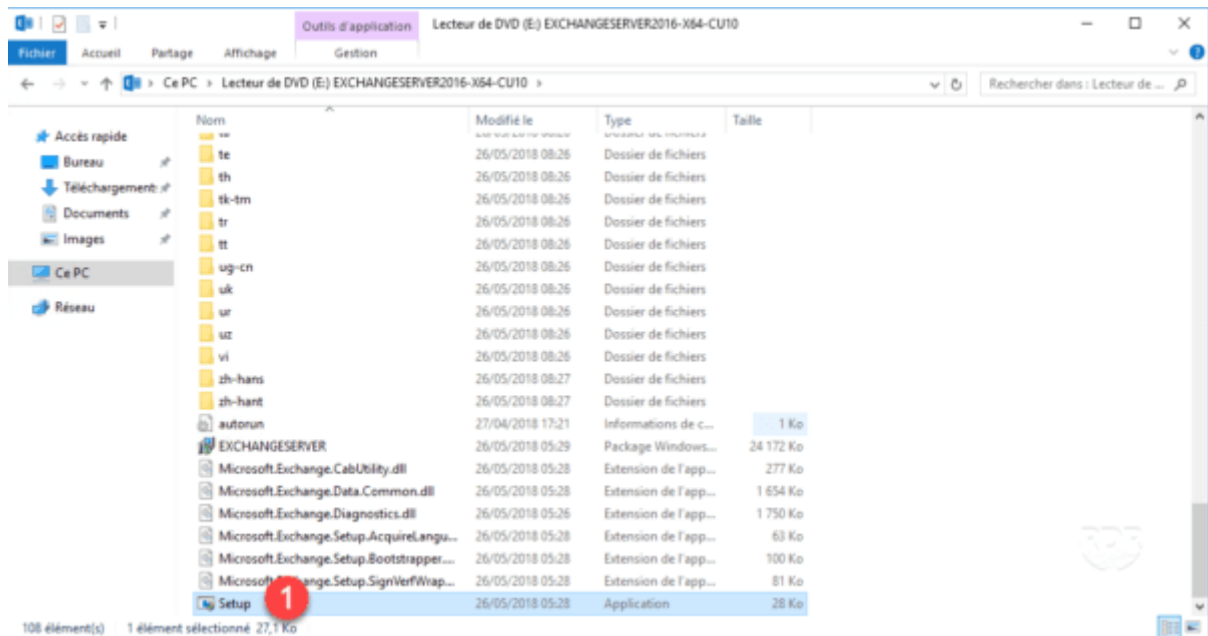 Outils d'application Lecteur de DVD (E:) EXCHANGESERVER2016-X64-CU10
Fichier Accueil Partage Affichage Gestion
Ce PC > Lecteur de DVD (E:) EXCHANGESERVER2016-X64-CU10 > Rechercher dans : Lecteur de ...
Nom Modifié le Type Taille
Accès rapide
Bureau
Téléchargement
Documents
Images
Ce PC
Réseau
te 26/05/2018 08:26 Dossier de fichiers
th 26/05/2018 08:26 Dossier de fichiers
tk-tm 26/05/2018 08:26 Dossier de fichiers
tr 26/05/2018 08:26 Dossier de fichiers
tt 26/05/2018 08:26 Dossier de fichiers
ug-cn 26/05/2018 08:26 Dossier de fichiers
uk 26/05/2018 08:26 Dossier de fichiers
ur 26/05/2018 08:26 Dossier de fichiers
uz 26/05/2018 08:26 Dossier de fichiers
vi 26/05/2018 08:26 Dossier de fichiers
zh-hans 26/05/2018 08:27 Dossier de fichiers
zh-hant 26/05/2018 08:27 Dossier de fichiers
autorun 27/04/2018 17:21 Informations de c... 1 Ko
EXCHANGESERVER 26/05/2018 05:29 Package Windows... 24 172 Ko
Microsoft.Exchange.CabUtility.dll 26/05/2018 05:28 Extension de l'app... 277 Ko
Microsoft.Exchange.Data.Common.dll 26/05/2018 05:28 Extension de l'app... 1 654 Ko
Microsoft.Exchange.Diagnostics.dll 26/05/2018 05:26 Extension de l'app... 1 750 Ko
Microsoft.Exchange.Setup.AcquireLangu... 26/05/2018 05:28 Extension de l'app... 63 Ko
Microsoft.Exchange.Setup.Bootstrapper.... 26/05/2018 05:28 Extension de l'app... 100 Ko
Microsoft.Exchange.Setup.SignVerfWrap... 26/05/2018 05:28 Extension de l'app... 81 Ko
Setup 1 26/05/2018 05:28 Application 28 Ko
108 élément(s) 1 élément sélectionné 27,1 Ko